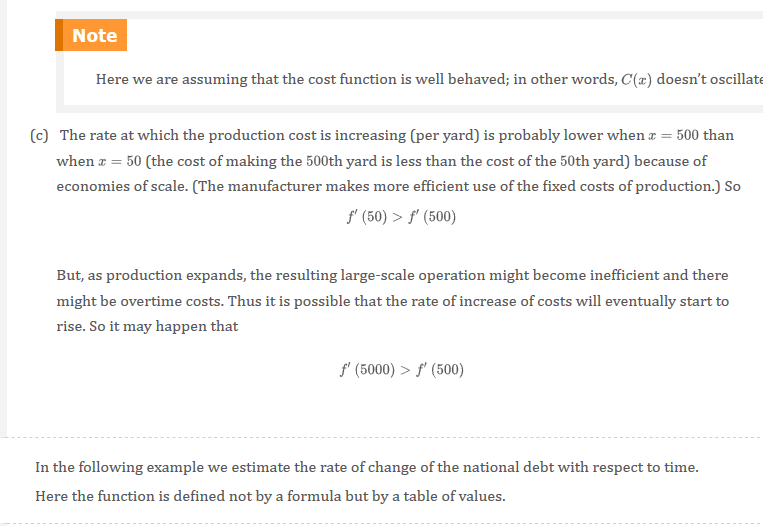 Note
Here we are assuming that the cost function is well behaved; in other words, C(x) doesn't oscillate
(c) The rate at which the production cost is increasing (per yard) is probably lower when x = 500 than
when x = 50 (the cost of making the 500th yard is less than the cost of the 50th yard) because of
economies of scale. (The manufacturer makes more efficient use of the fixed costs of production.) So
f′ (50) > f′ (500)
But, as production expands, the resulting large-scale operation might become inefficient and there
might be overtime costs. Thus it is possible that the rate of increase of costs will eventually start to
rise. So it may happen that
f′ (5000) > f′ (500)
In the following example we estimate the rate of change of the national debt with respect to time.
Here the function is defined not by a formula but by a table of values.